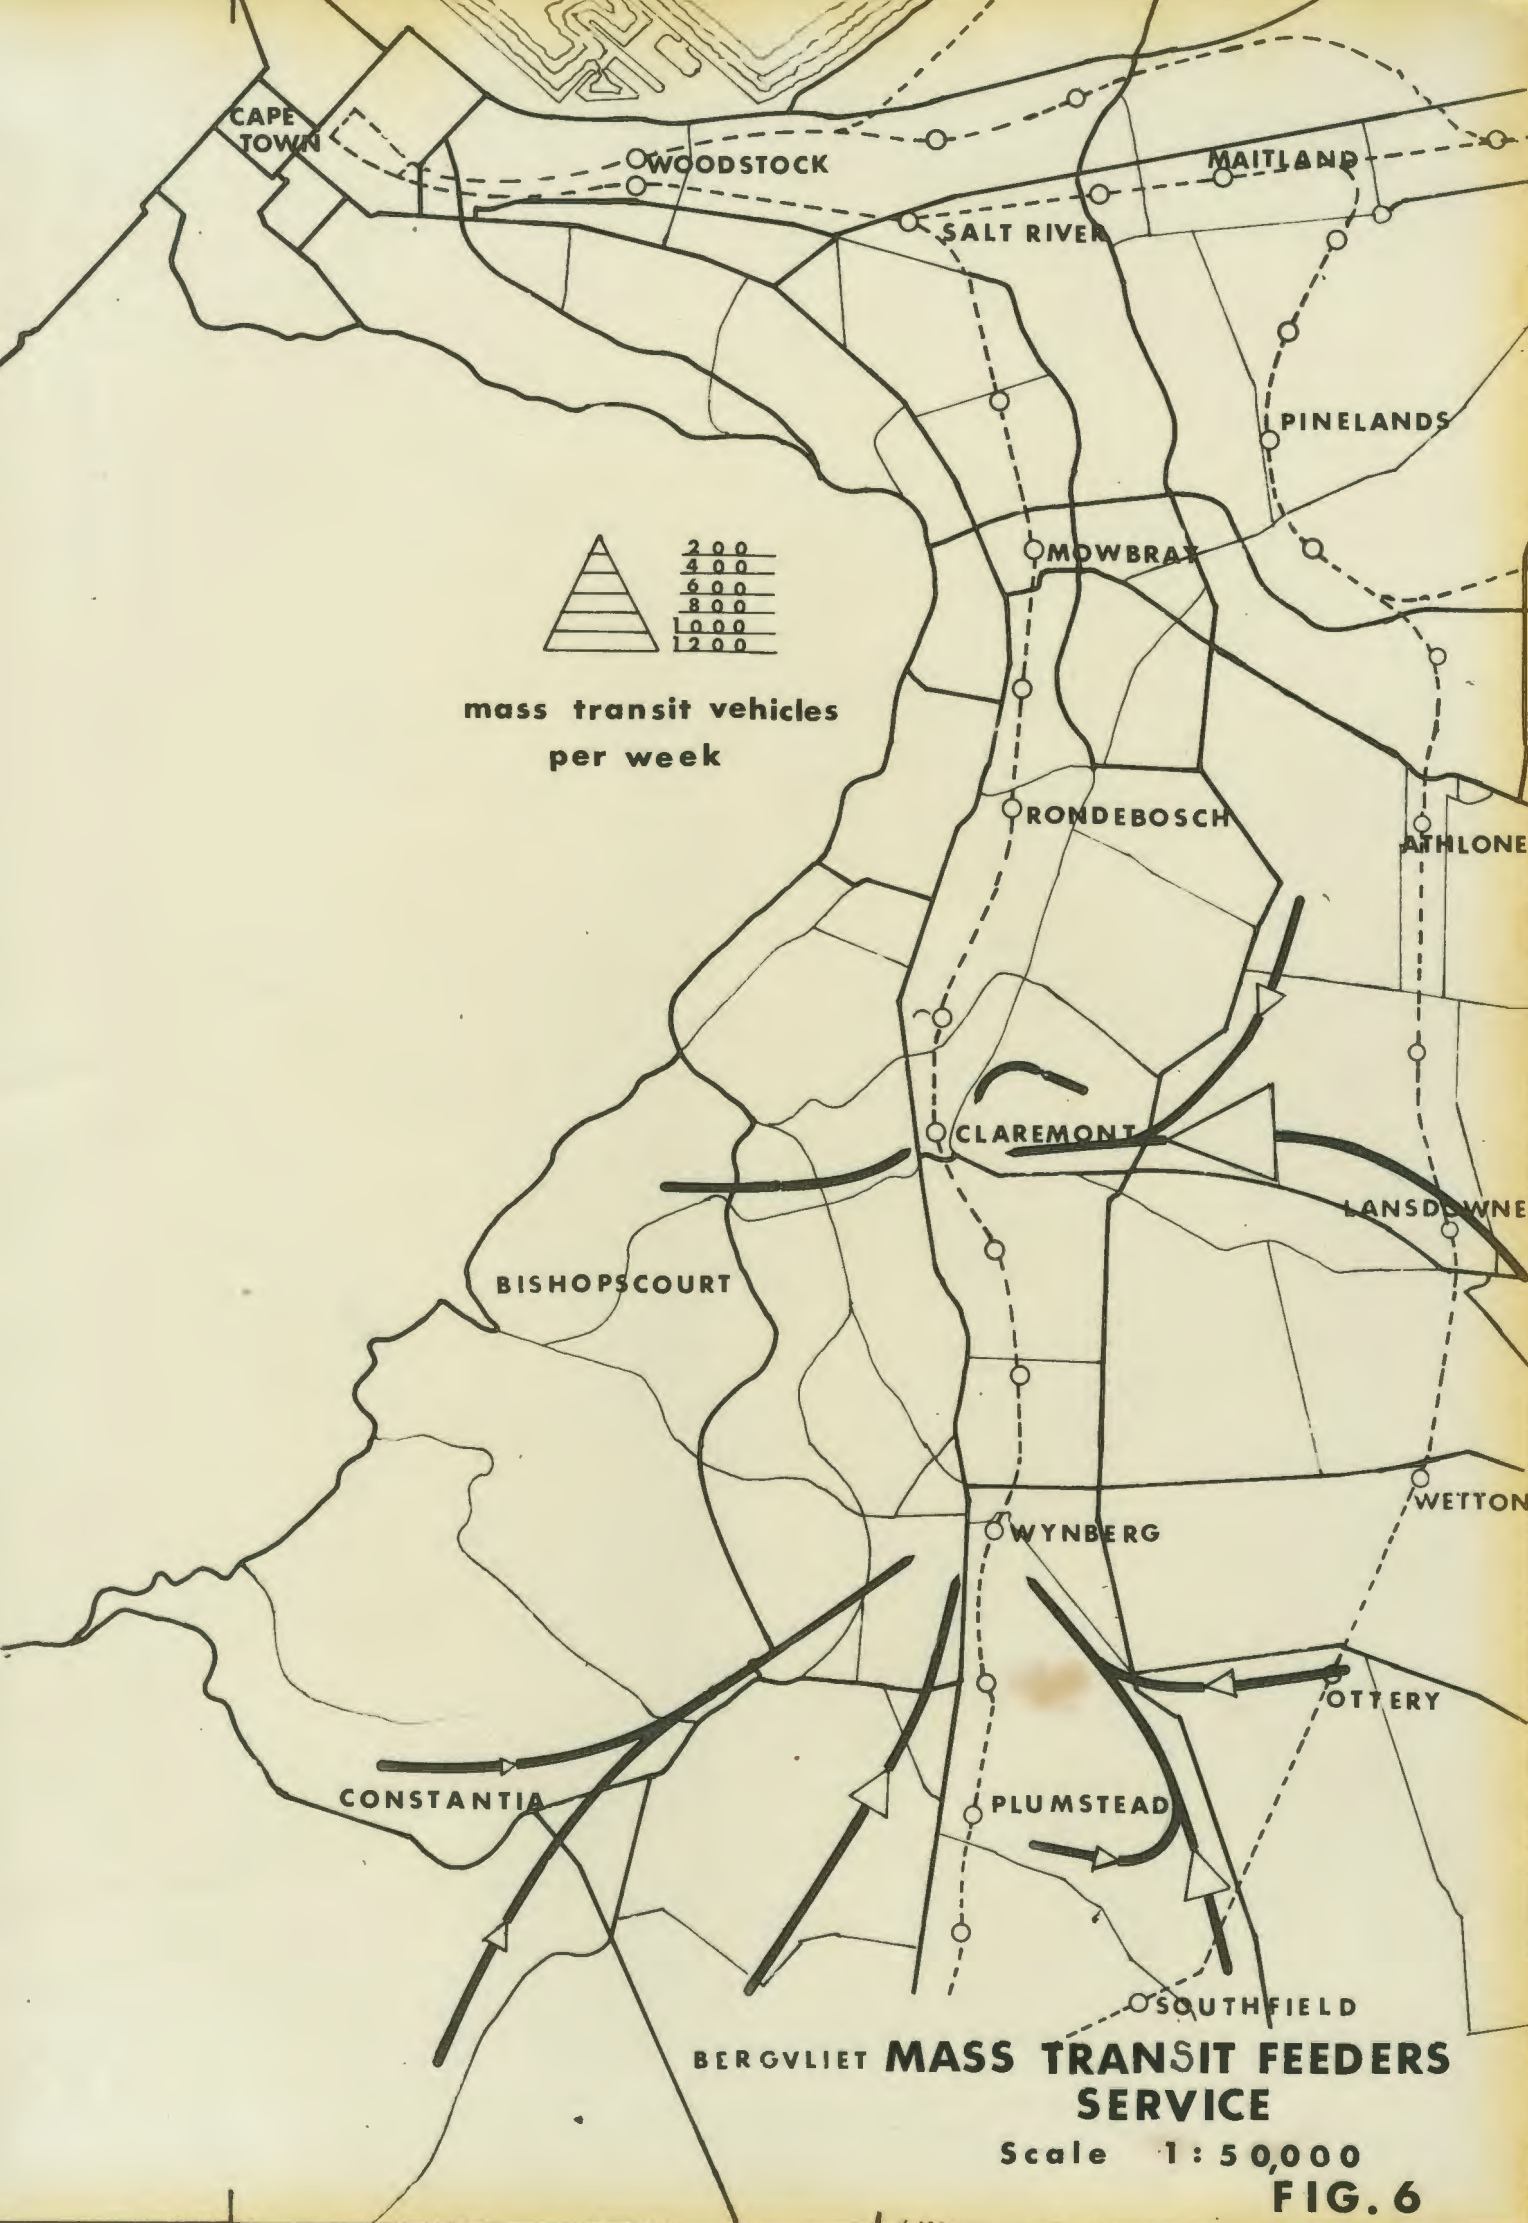 CAPE
TOWN
WOODSTOCK
MAITLAND
SALT RIVER
PINELANDS
MOWBRAY
200
400
600
800
1000
1200
mass transit vehicles
per week
RONDEBOSCH
ATHLONE
CLAREMONT
LANSDOWNE
BISHOPSCOURT
WETTON
WYNBERG
OTTERY
CONSTANTIA
PLUMSTEAD
SOUTHFIELD
BERGVLIET
MASS TRANSIT FEEDERS
SERVICE
Scale 1:50,000
FIG. 6